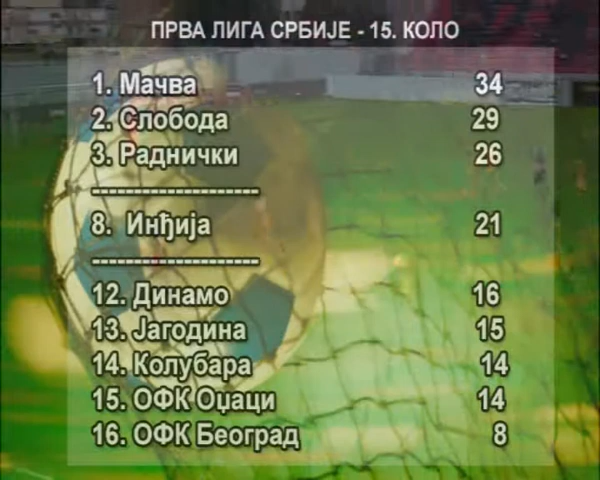 ПРВА ЛИГА СРБИЈЕ - 15. КОЛО
1. Мачва 34
2. Слобода 29
3. Раднички 26
--------------------
8. Инђија 21
--------------------
12. Динамо 16
13. Јагодина 15
14. Колубара 14
15. ОФК Оџаци 14
16. ОФК Београд 8